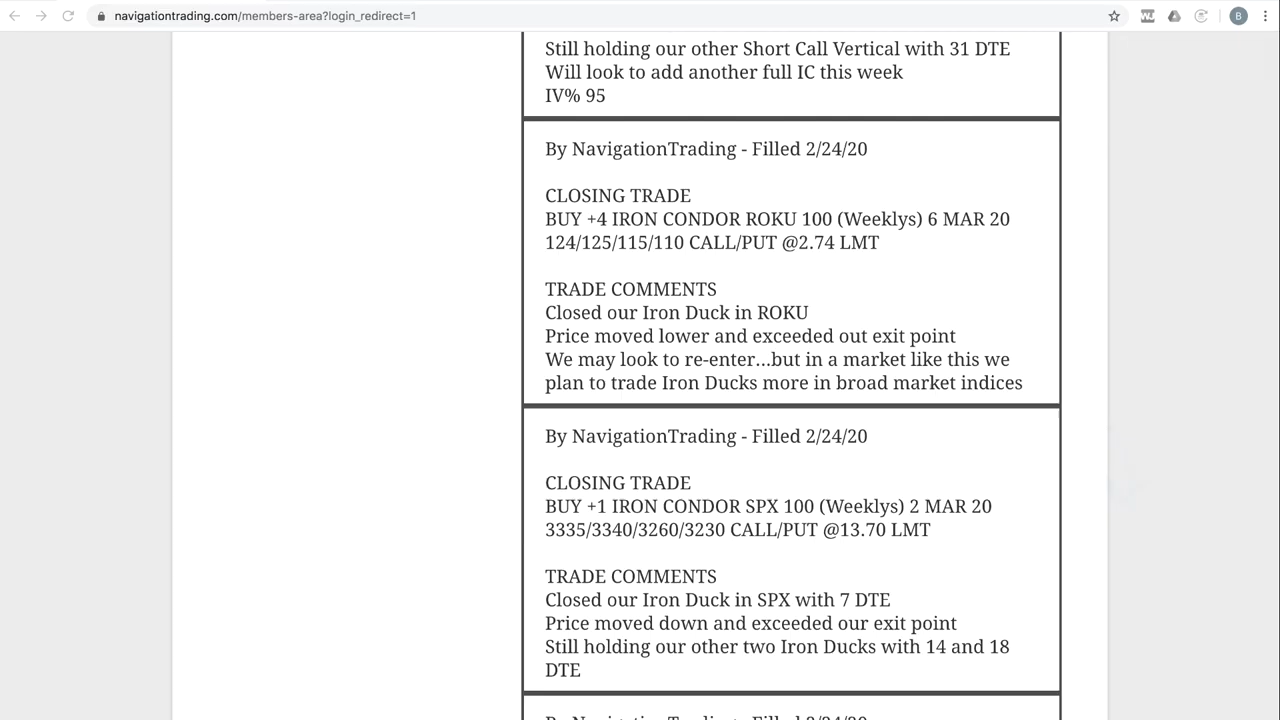 navigationtrading.com/members-area?login_redirect=1
B
Still holding our other Short Call Vertical with 31 DTE
Will look to add another full IC this week
IV% 95
By NavigationTrading - Filled 2/24/20
CLOSING TRADE
BUY +4 IRON CONDOR ROKU 100 (Weeklys) 6 MAR 20
124/125/115/110 CALL/PUT @2.74 LMT
TRADE COMMENTS
Closed our Iron Duck in ROKU
Price moved lower and exceeded out exit point
We may look to re-enter...but in a market like this we
plan to trade Iron Ducks more in broad market indices
By NavigationTrading - Filled 2/24/20
CLOSING TRADE
BUY +1 IRON CONDOR SPX 100 (Weeklys) 2 MAR 20
3335/3340/3260/3230 CALL/PUT @13.70 LMT
TRADE COMMENTS
Closed our Iron Duck in SPX with 7 DTE
Price moved down and exceeded our exit point
Still holding our other two Iron Ducks with 14 and 18
DTE
By NavigationTrading - Filled 2/24/20